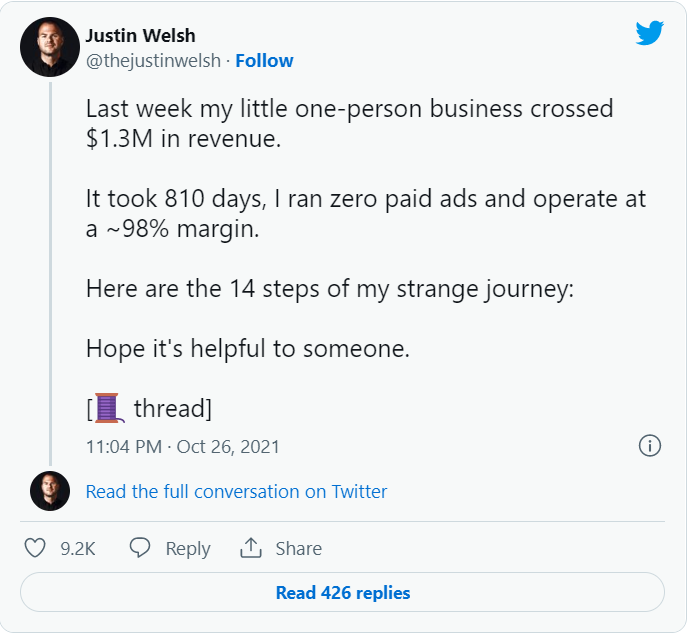 Justin Welsh
@thejustinwelsh · Follow
Last week my little one-person business crossed
$1.3M in revenue.
It took 810 days, I ran zero paid ads and operate at
a ~98% margin.
Here are the 14 steps of my strange journey:
Hope it's helpful to someone.
[🧵 thread]
11:04 PM · Oct 26, 2021
Read the full conversation on Twitter
9.2K Reply Share
Read 426 replies